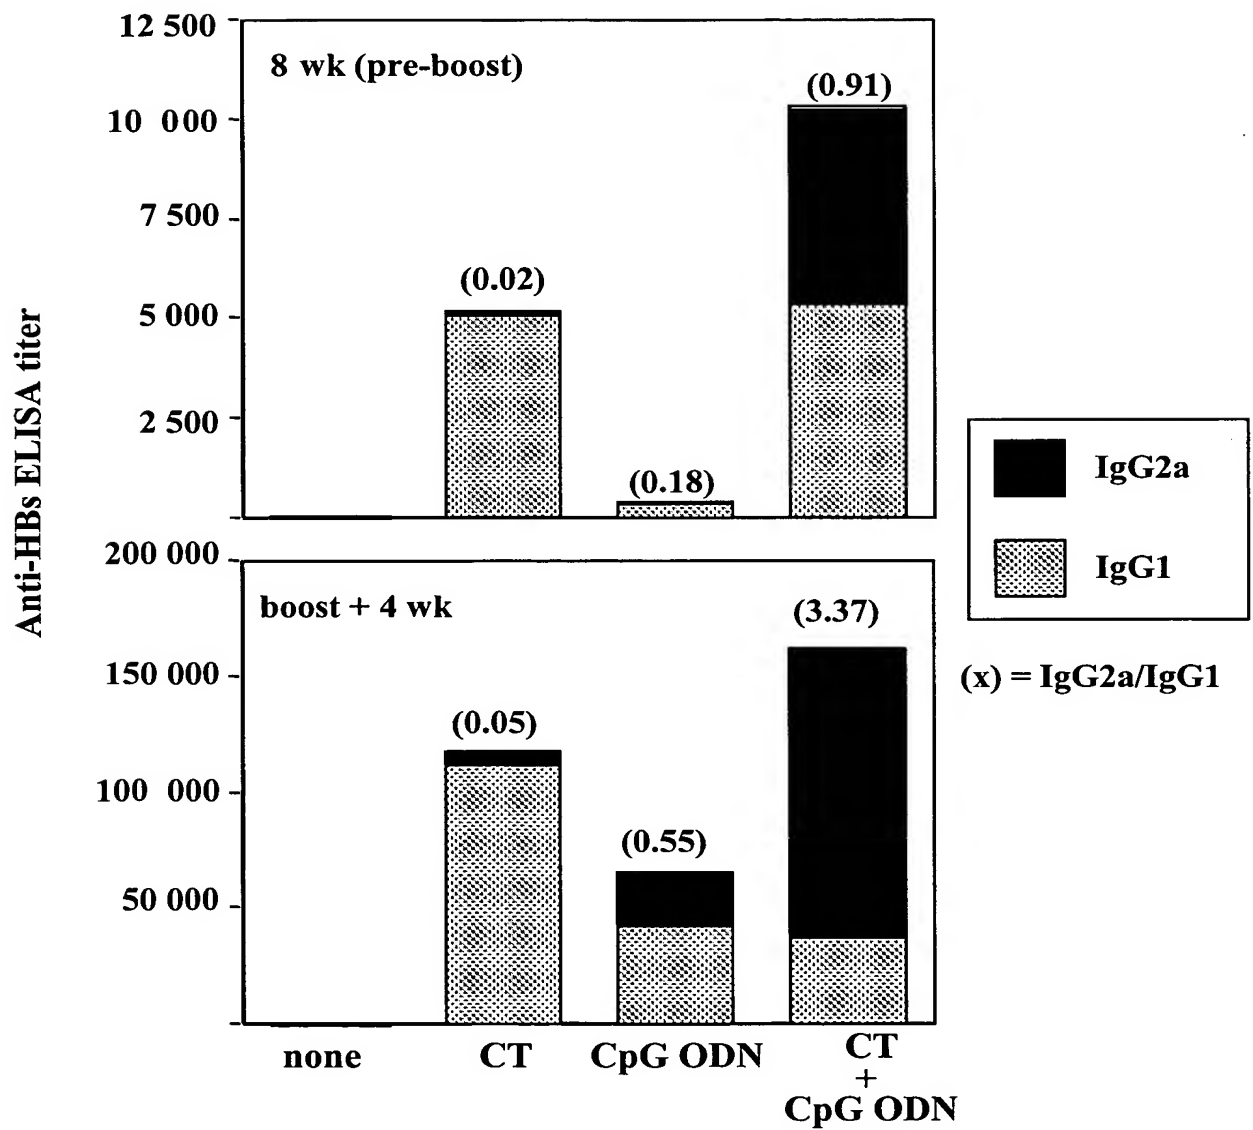 Anti-HBs ELISA titer
12 500
10 000
7 500
5 000
2 500
8 wk (pre-boost)
(0.02)
(0.18)
(0.91)
200 000
150 000
100 000
50 000
boost + 4 wk
(0.05)
(0.55)
(3.37)
none
CT
CpG ODN
CT
+
CpG ODN
IgG2a
IgG1
(x) = IgG2a/IgG1